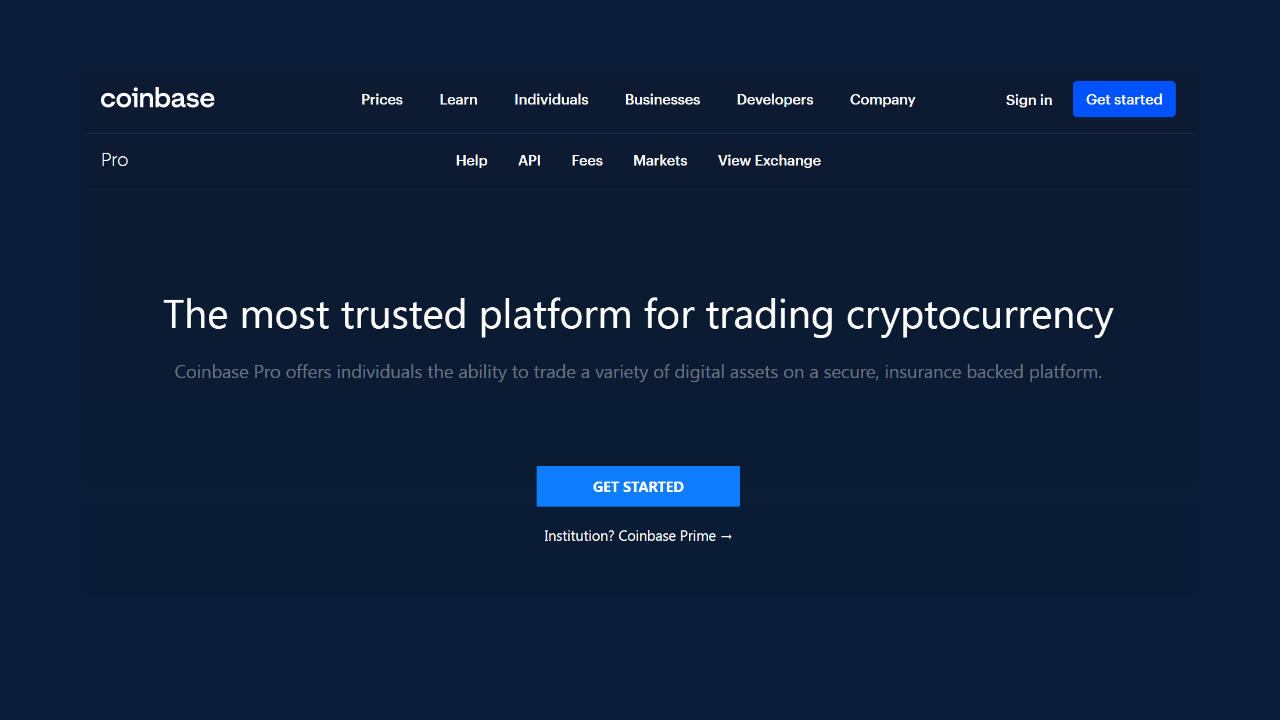 coinbase Prices Learn Individuals Businesses Developers Company Sign in Get started
Pro Help API Fees Markets View Exchange
The most trusted platform for trading cryptocurrency
Coinbase Pro offers individuals the ability to trade a variety of digital assets on a secure, insurance backed platform.
GET STARTED
Institution? Coinbase Prime →